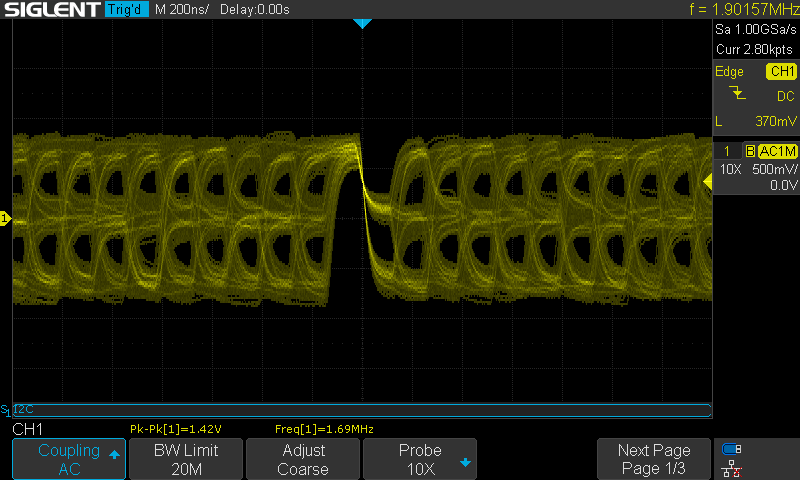 SIGLENT Trig'd M 200ns/ Delay:0.00s f = 1.90157MHz
Sa 1.00GSa/s
Curr 2.80kpts
Edge CH1
DC
L 370mV
1 B AC1M
10X 500mV/
0.0V
1
S1 I2C
CH1 Pk-Pk[1]=1.42V Freq[1]=1.69MHz
Coupling
AC
BW Limit
20M
Adjust
Coarse
Probe
10X
Next Page
Page 1/3